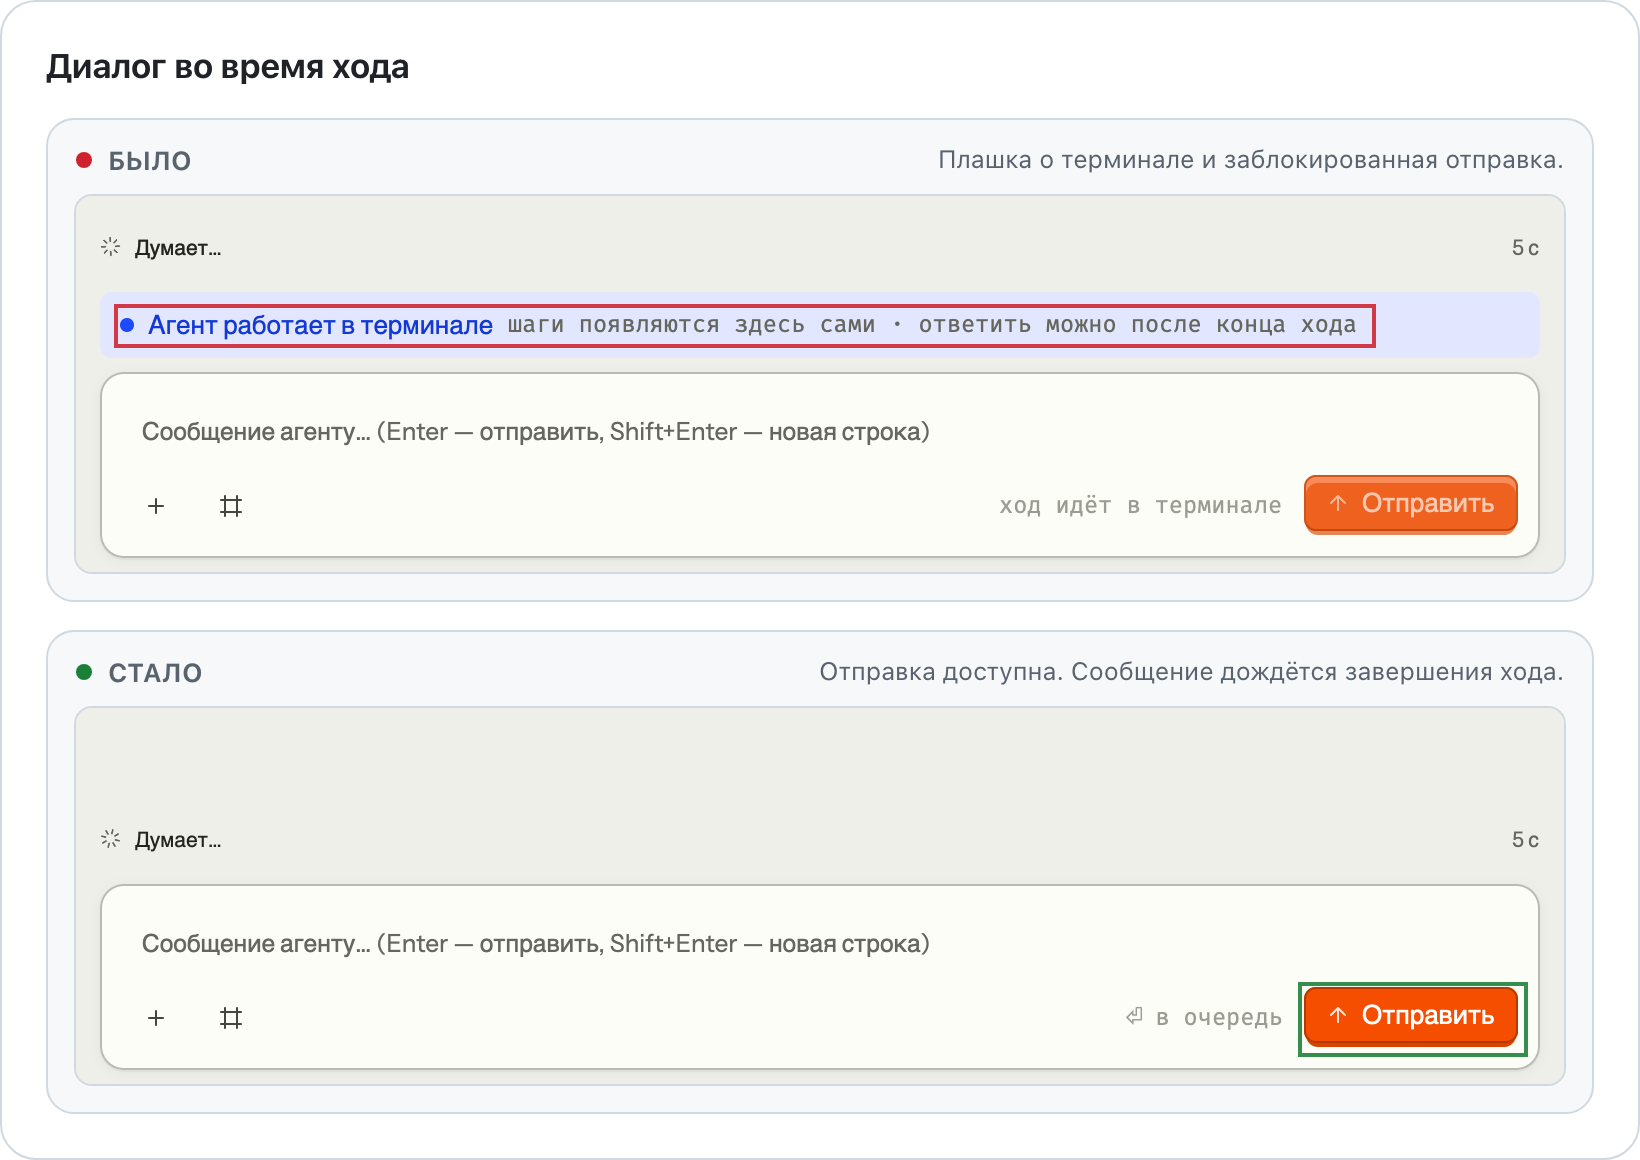 Диалог во время хода
БЫЛО
Плашка о терминале и заблокированная отправка.
Думает...
5 с
Агент работает в терминале шаги появляются здесь сами · ответить можно после конца хода
Сообщение агенту... (Enter — отправить, Shift+Enter — новая строка)
ход идёт в терминале
↑ Отправить
СТАЛО
Отправка доступна. Сообщение дождётся завершения хода.
Думает...
5 с
Сообщение агенту... (Enter — отправить, Shift+Enter — новая строка)
⏎ в очередь
↑ Отправить